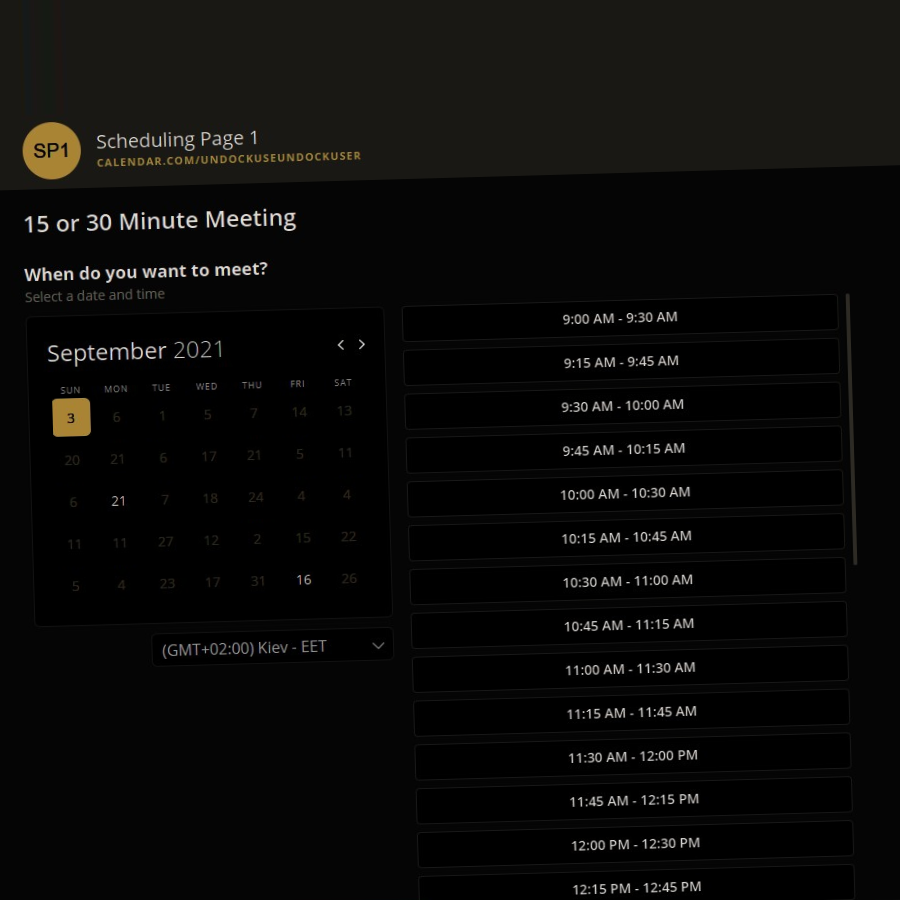 SP1
Scheduling Page 1
CALENDAR.COM/UNDOCKUSEUNDOCKUSER
15 or 30 Minute Meeting
When do you want to meet?
Select a date and time
September 2021
SUN MON TUE WED THU FRI SAT
3 6 1 5 7 14 13
20 21 6 17 21 5 11
6 21 7 18 24 4 4
11 11 27 12 2 15 22
5 4 23 17 31 16 26
(GMT+02:00) Kiev - EET
9:00 AM - 9:30 AM
9:15 AM - 9:45 AM
9:30 AM - 10:00 AM
9:45 AM - 10:15 AM
10:00 AM - 10:30 AM
10:15 AM - 10:45 AM
10:30 AM - 11:00 AM
10:45 AM - 11:15 AM
11:00 AM - 11:30 AM
11:15 AM - 11:45 AM
11:30 AM - 12:00 PM
11:45 AM - 12:15 PM
12:00 PM - 12:30 PM
12:15 PM - 12:45 PM